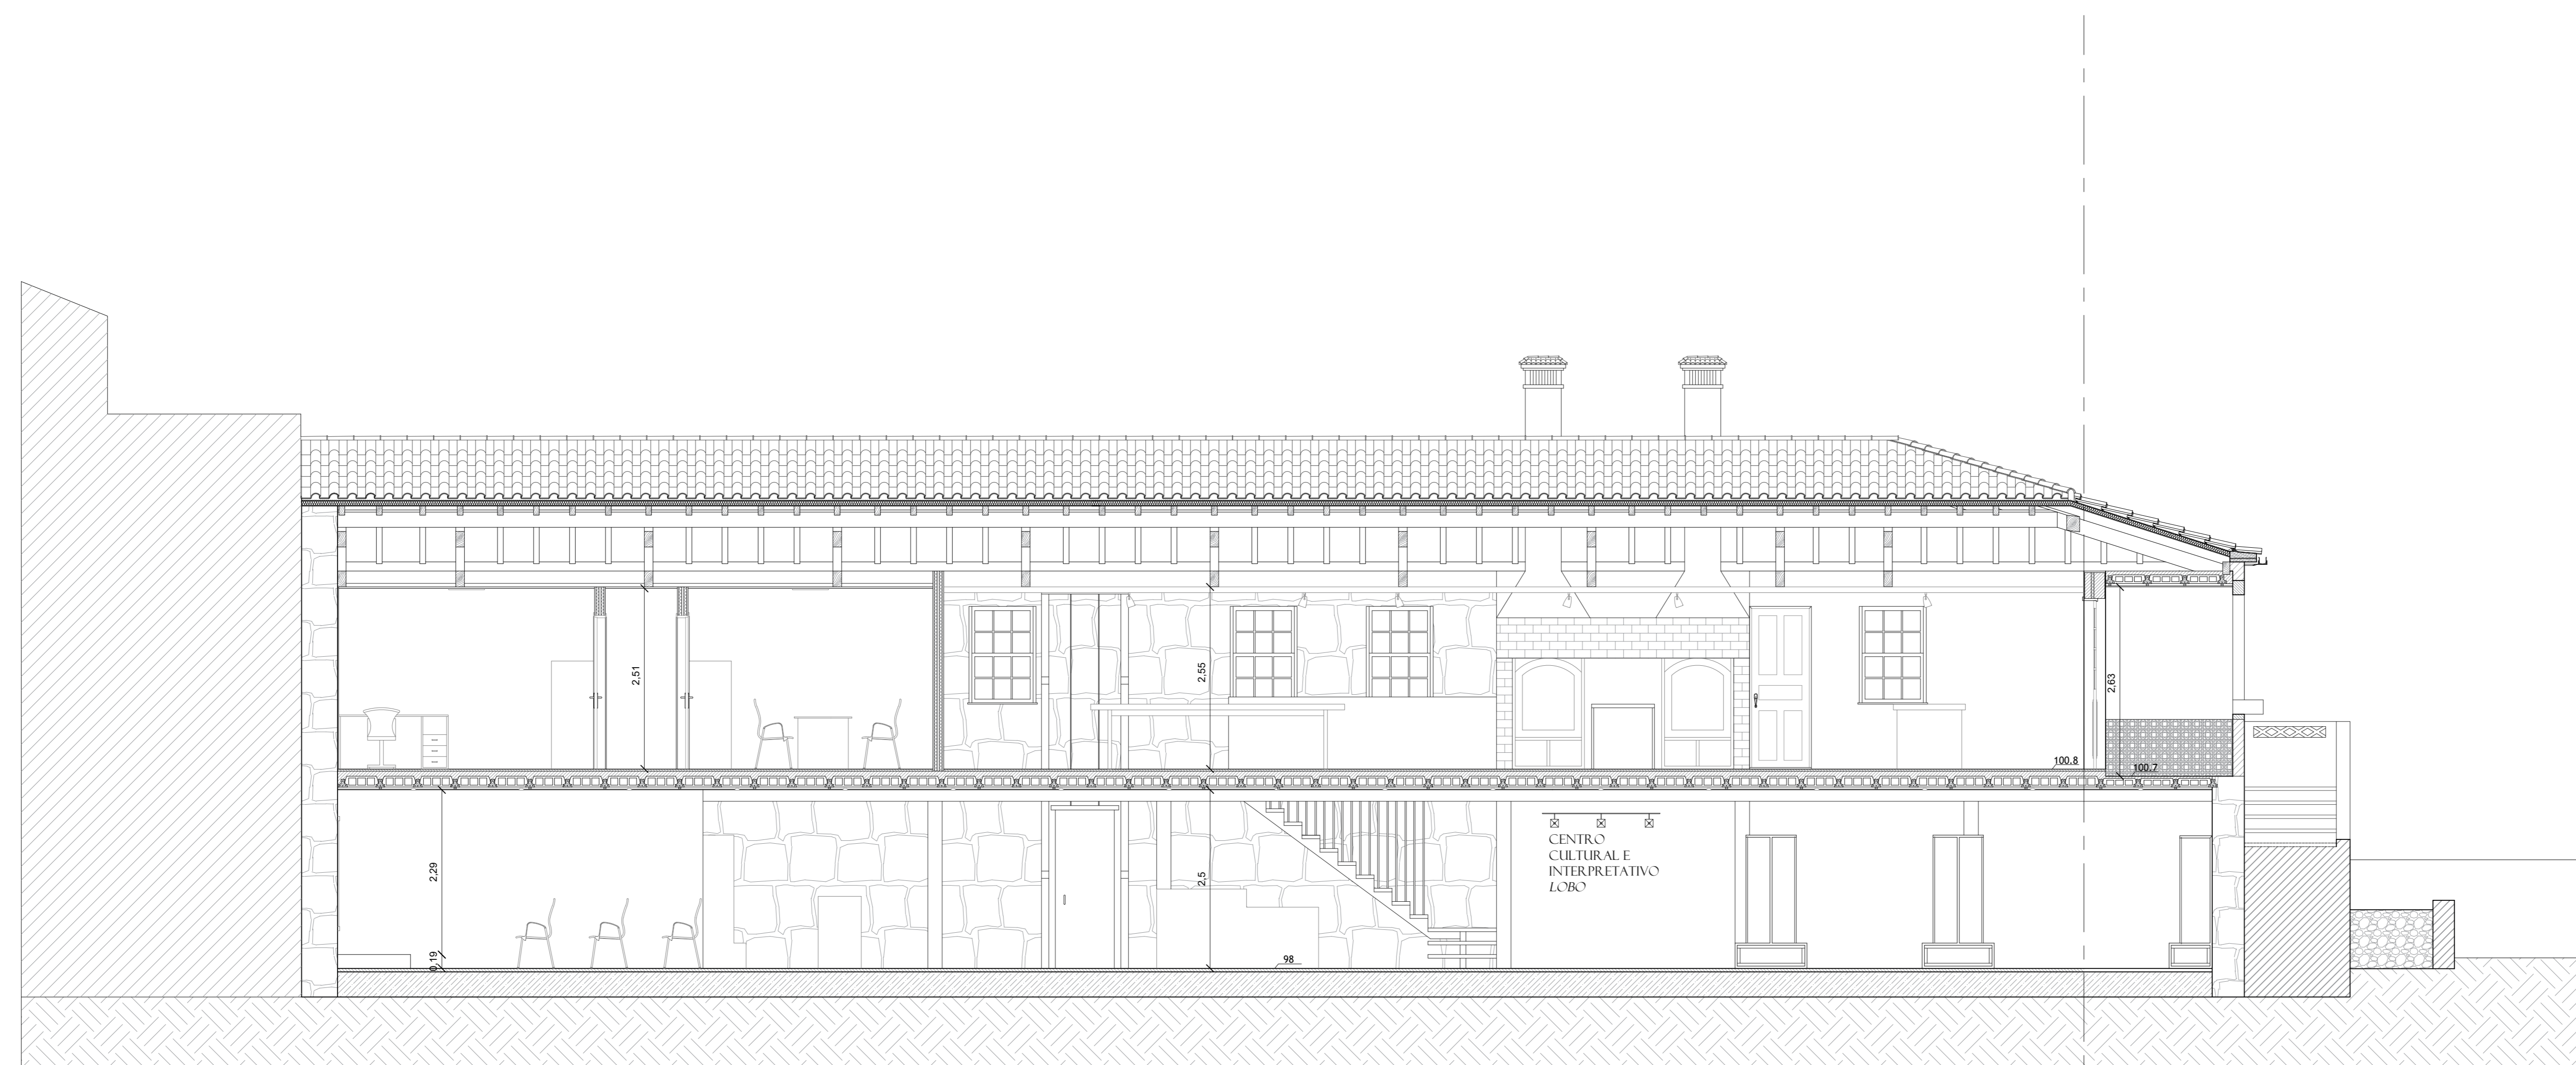 2,51
2,55
2,63
100.8
100.7
2,29
0,19
2,5
98
CENTRO
CULTURAL E
INTERPRETATIVO
LOBO